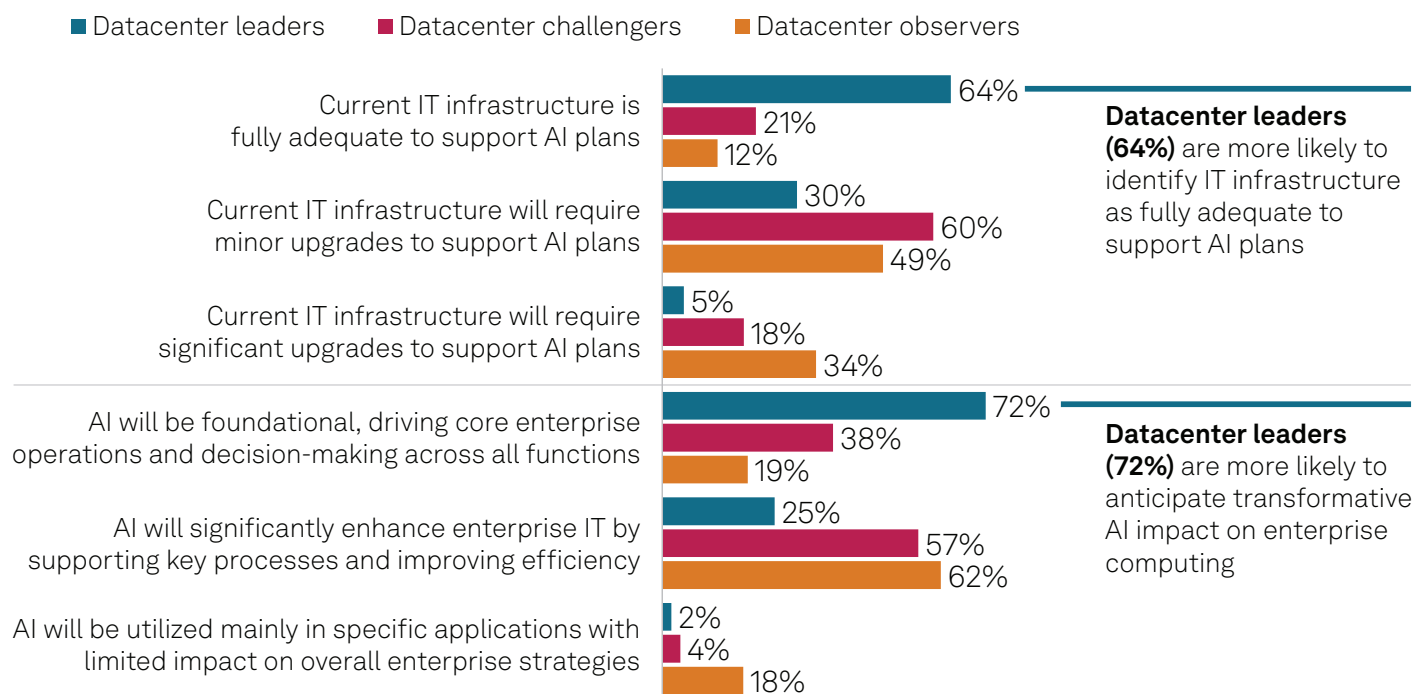 Datacenter leaders Datacenter challengers Datacenter observers
Current IT infrastructure is
fully adequate to support AI plans
64%
21%
12%
Datacenter leaders
(64%) are more likely to
identify IT infrastructure
as fully adequate to
support AI plans
Current IT infrastructure will require
minor upgrades to support AI plans
30%
60%
49%
Current IT infrastructure will require
significant upgrades to support AI plans
5%
18%
34%
AI will be foundational, driving core enterprise
operations and decision-making across all functions
72%
38%
19%
Datacenter leaders
(72%) are more likely to
anticipate transformative
AI impact on enterprise
computing
AI will significantly enhance enterprise IT by
supporting key processes and improving efficiency
25%
57%
62%
AI will be utilized mainly in specific applications with
limited impact on overall enterprise strategies
2%
4%
18%